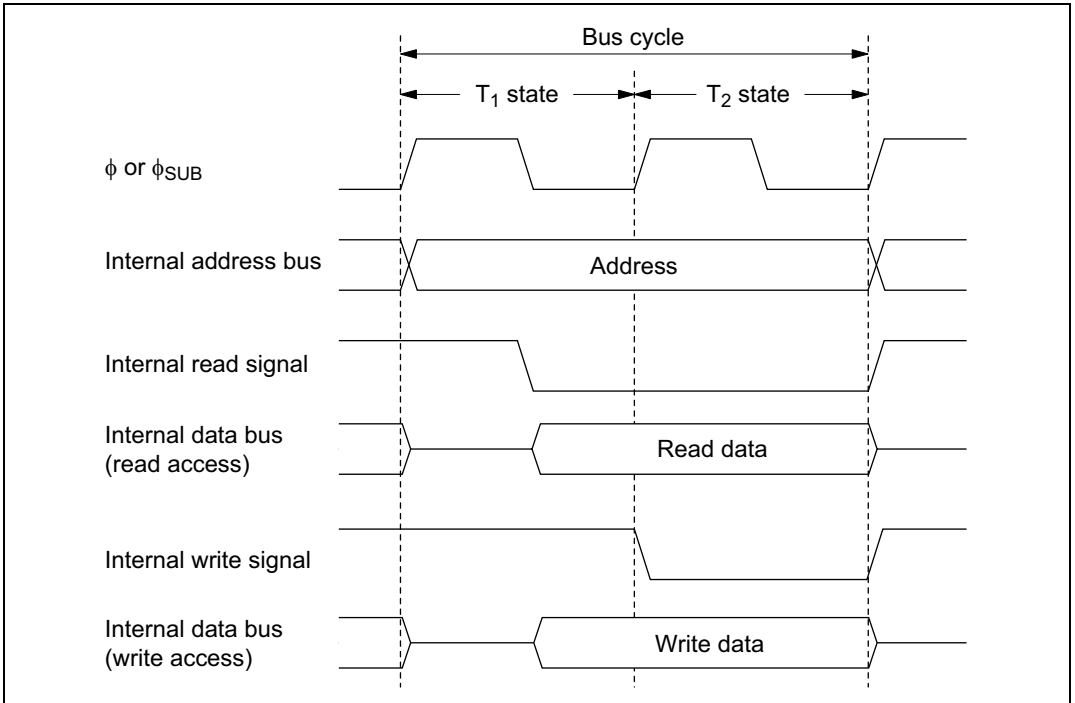 Bus cycle
T₁ state
T₂ state
ϕ or ϕSUB
Internal address bus
Address
Internal read signal
Internal data bus
(read access)
Read data
Internal write signal
Internal data bus
(write access)
Write data